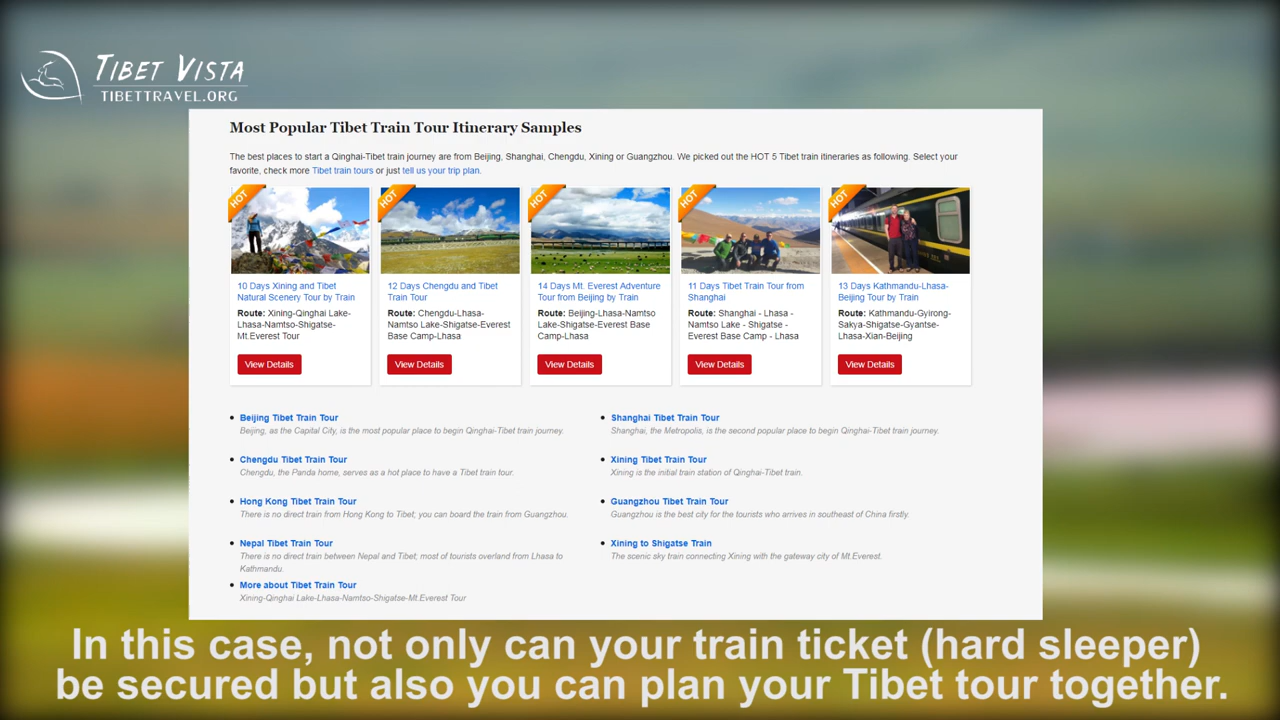 TIBET VISTA
TIBETTRAVEL.ORG
Most Popular Tibet Train Tour Itinerary Samples
The best places to start a Qinghai-Tibet train journey are from Beijing, Shanghai, Chengdu, Xining or Guangzhou. We picked out the HOT 5 Tibet train itineraries as following. Select your
favorite, check more Tibet train tours or just tell us your trip plan.
HOT
HOT
HOT
HOT
HOT
10 Days Xining and Tibet
Natural Scenery Tour by Train
Route: Xining-Qinghai Lake-
Lhasa-Namtso-Shigatse-
Mt.Everest Tour
View Details
12 Days Chengdu and Tibet
Train Tour
Route: Chengdu-Lhasa-
Namtso Lake-Shigatse-Everest
Base Camp-Lhasa
View Details
14 Days Mt. Everest Adventure
Tour from Beijing by Train
Route: Beijing-Lhasa-Namtso
Lake-Shigatse-Everest Base
Camp-Lhasa
View Details
11 Days Tibet Train Tour from
Shanghai
Route: Shanghai - Lhasa -
Namtso Lake - Shigatse -
Everest Base Camp - Lhasa
View Details
13 Days Kathmandu-Lhasa-
Beijing Tour by Train
Route: Kathmandu-Gyirong-
Sakya-Shigatse-Gyantse-
Lhasa-Xian-Beijing
View Details
Beijing Tibet Train Tour
Beijing, as the Capital City, is the most popular place to begin Qinghai-Tibet train journey.
Shanghai Tibet Train Tour
Shanghai, the Metropolis, is the second popular place to begin Qinghai-Tibet train journey.
Chengdu Tibet Train Tour
Chengdu, the Panda home, serves as a hot place to have a Tibet train tour.
Xining Tibet Train Tour
Xining is the initial train station of Qinghai-Tibet train.
Hong Kong Tibet Train Tour
There is no direct train from Hong Kong to Tibet; you can board the train from Guangzhou.
Guangzhou Tibet Train Tour
Guangzhou is the best city for the tourists who arrives in southeast of China firstly.
Nepal Tibet Train Tour
There is no direct train between Nepal and Tibet; most of tourists overland from Lhasa to
Kathmandu.
Xining to Shigatse Train
The scenic sky train connecting Xining with the gateway city of Mt.Everest.
More about Tibet Train Tour
Xining-Qinghai Lake-Lhasa-Namtso-Shigatse-Mt.Everest Tour
In this case, not only can your train ticket (hard sleeper)
be secured but also you can plan your Tibet tour together.